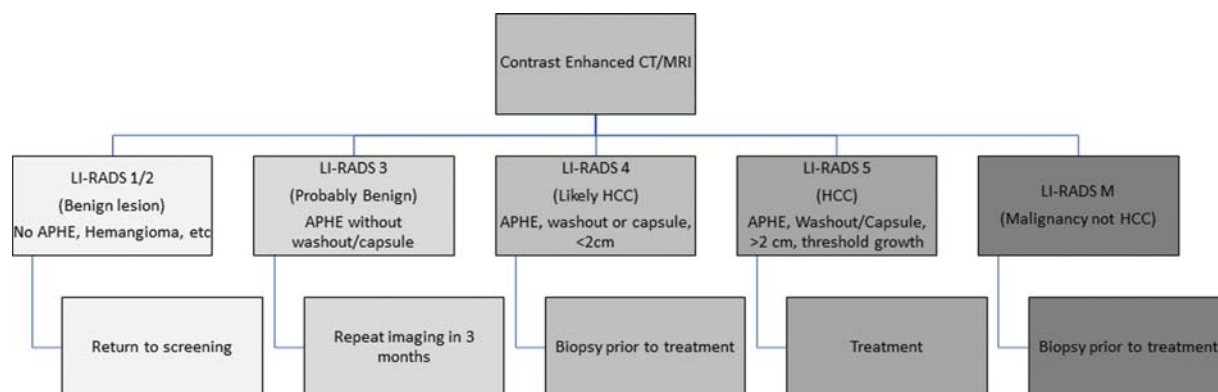 Contrast Enhanced CT/MRI
LI-RADS 1/2
(Benign lesion)
No APHE, Hemangioma, etc
LI-RADS 3
(Probably Benign)
APHE without
washout/capsule
LI-RADS 4
(Likely HCC)
APHE, washout or capsule,
<2cm
LI-RADS 5
(HCC)
APHE, Washout/Capsule,
>2 cm, threshold growth
LI-RADS M
(Malignancy not HCC)
Return to screening
Repeat imaging in 3
months
Biopsy prior to treatment
Treatment
Biopsy prior to treatment